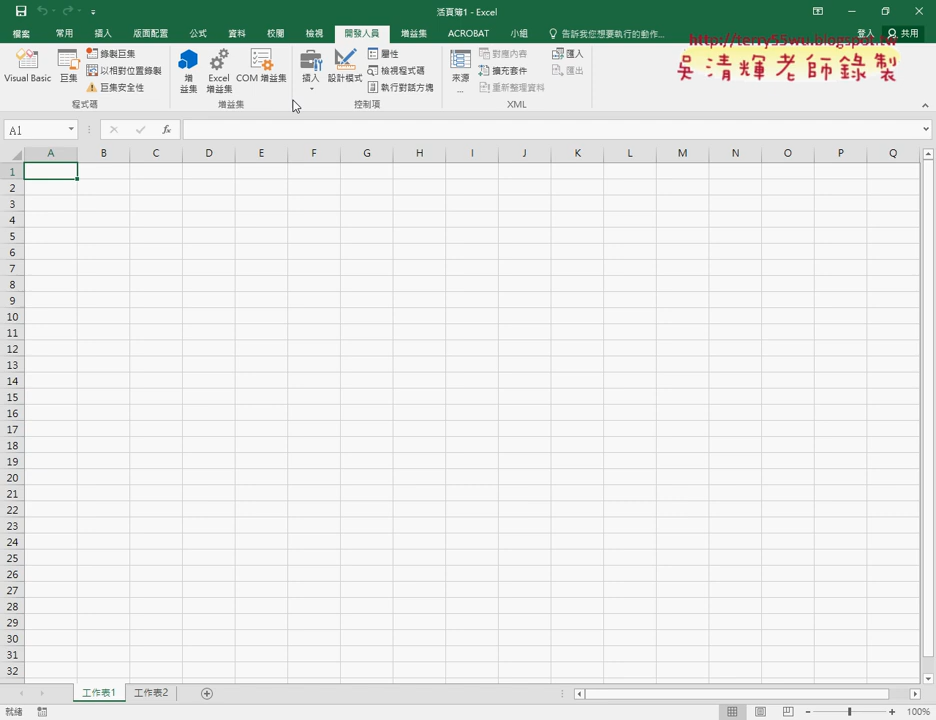 活頁簿1 - Excel
檔案 常用 插入 版面配置 公式 資料 校閱 檢視 開發人員 增益集 ACROBAT 小組 告訴我您想要執行的動作... 登入 共用
http://terry55wu.blogspot.tw
吳清輝老師錄製
Visual Basic 巨集 錄製巨集 以相對位置錄製 巨集安全性
增益集 Excel 增益集 COM 增益集
插入 設計模式 屬性 檢視程式碼 執行對話方塊
來源... 對應內容 擴充套件 重新整理資料 匯入 匯出
程式碼 增益集 控制項 XML
A1 fx
A B C D E F G H I J K L M N O P Q
1
2
3
4
5
6
7
8
9
10
11
12
13
14
15
16
17
18
19
20
21
22
23
24
25
26
27
28
29
30
31
32
工作表1 工作表2
就緒 100%